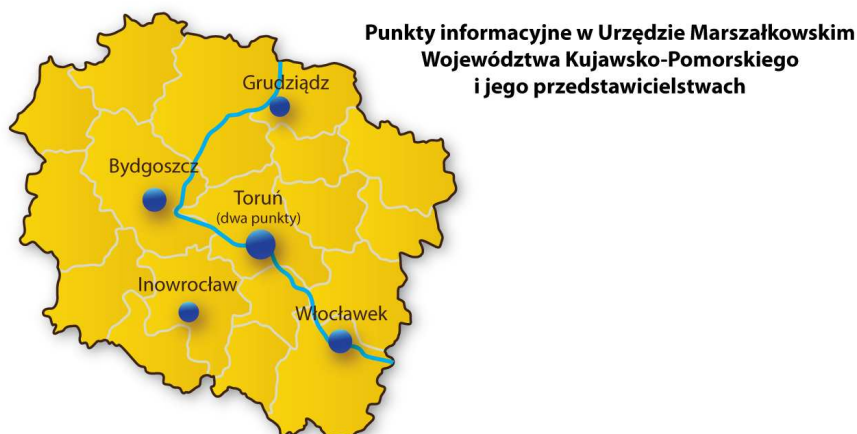 Punkty informacyjne w Urzędzie Marszałkowskim
Województwa Kujawsko-Pomorskiego
i jego przedstawicielstwach
Grudziądz
Bydgoszcz
Toruń
(dwa punkty)
Inowrocław
Włocławek